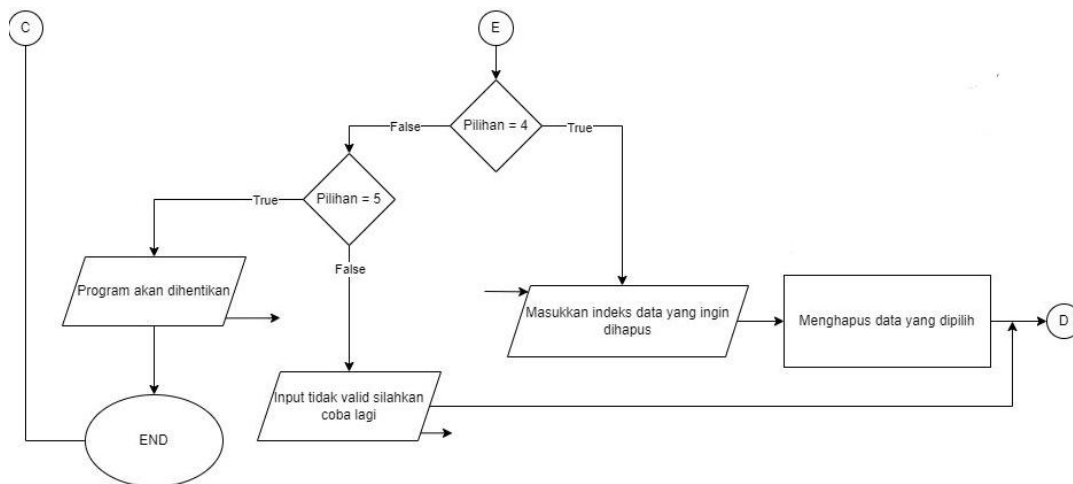 C
E
Pilihan = 4
False
True
Pilihan = 5
True
False
Program akan dihentikan
Masukkan indeks data yang ingin
dihapus
Menghapus data yang dipilih
D
Input tidak valid silahkan
coba lagi
END